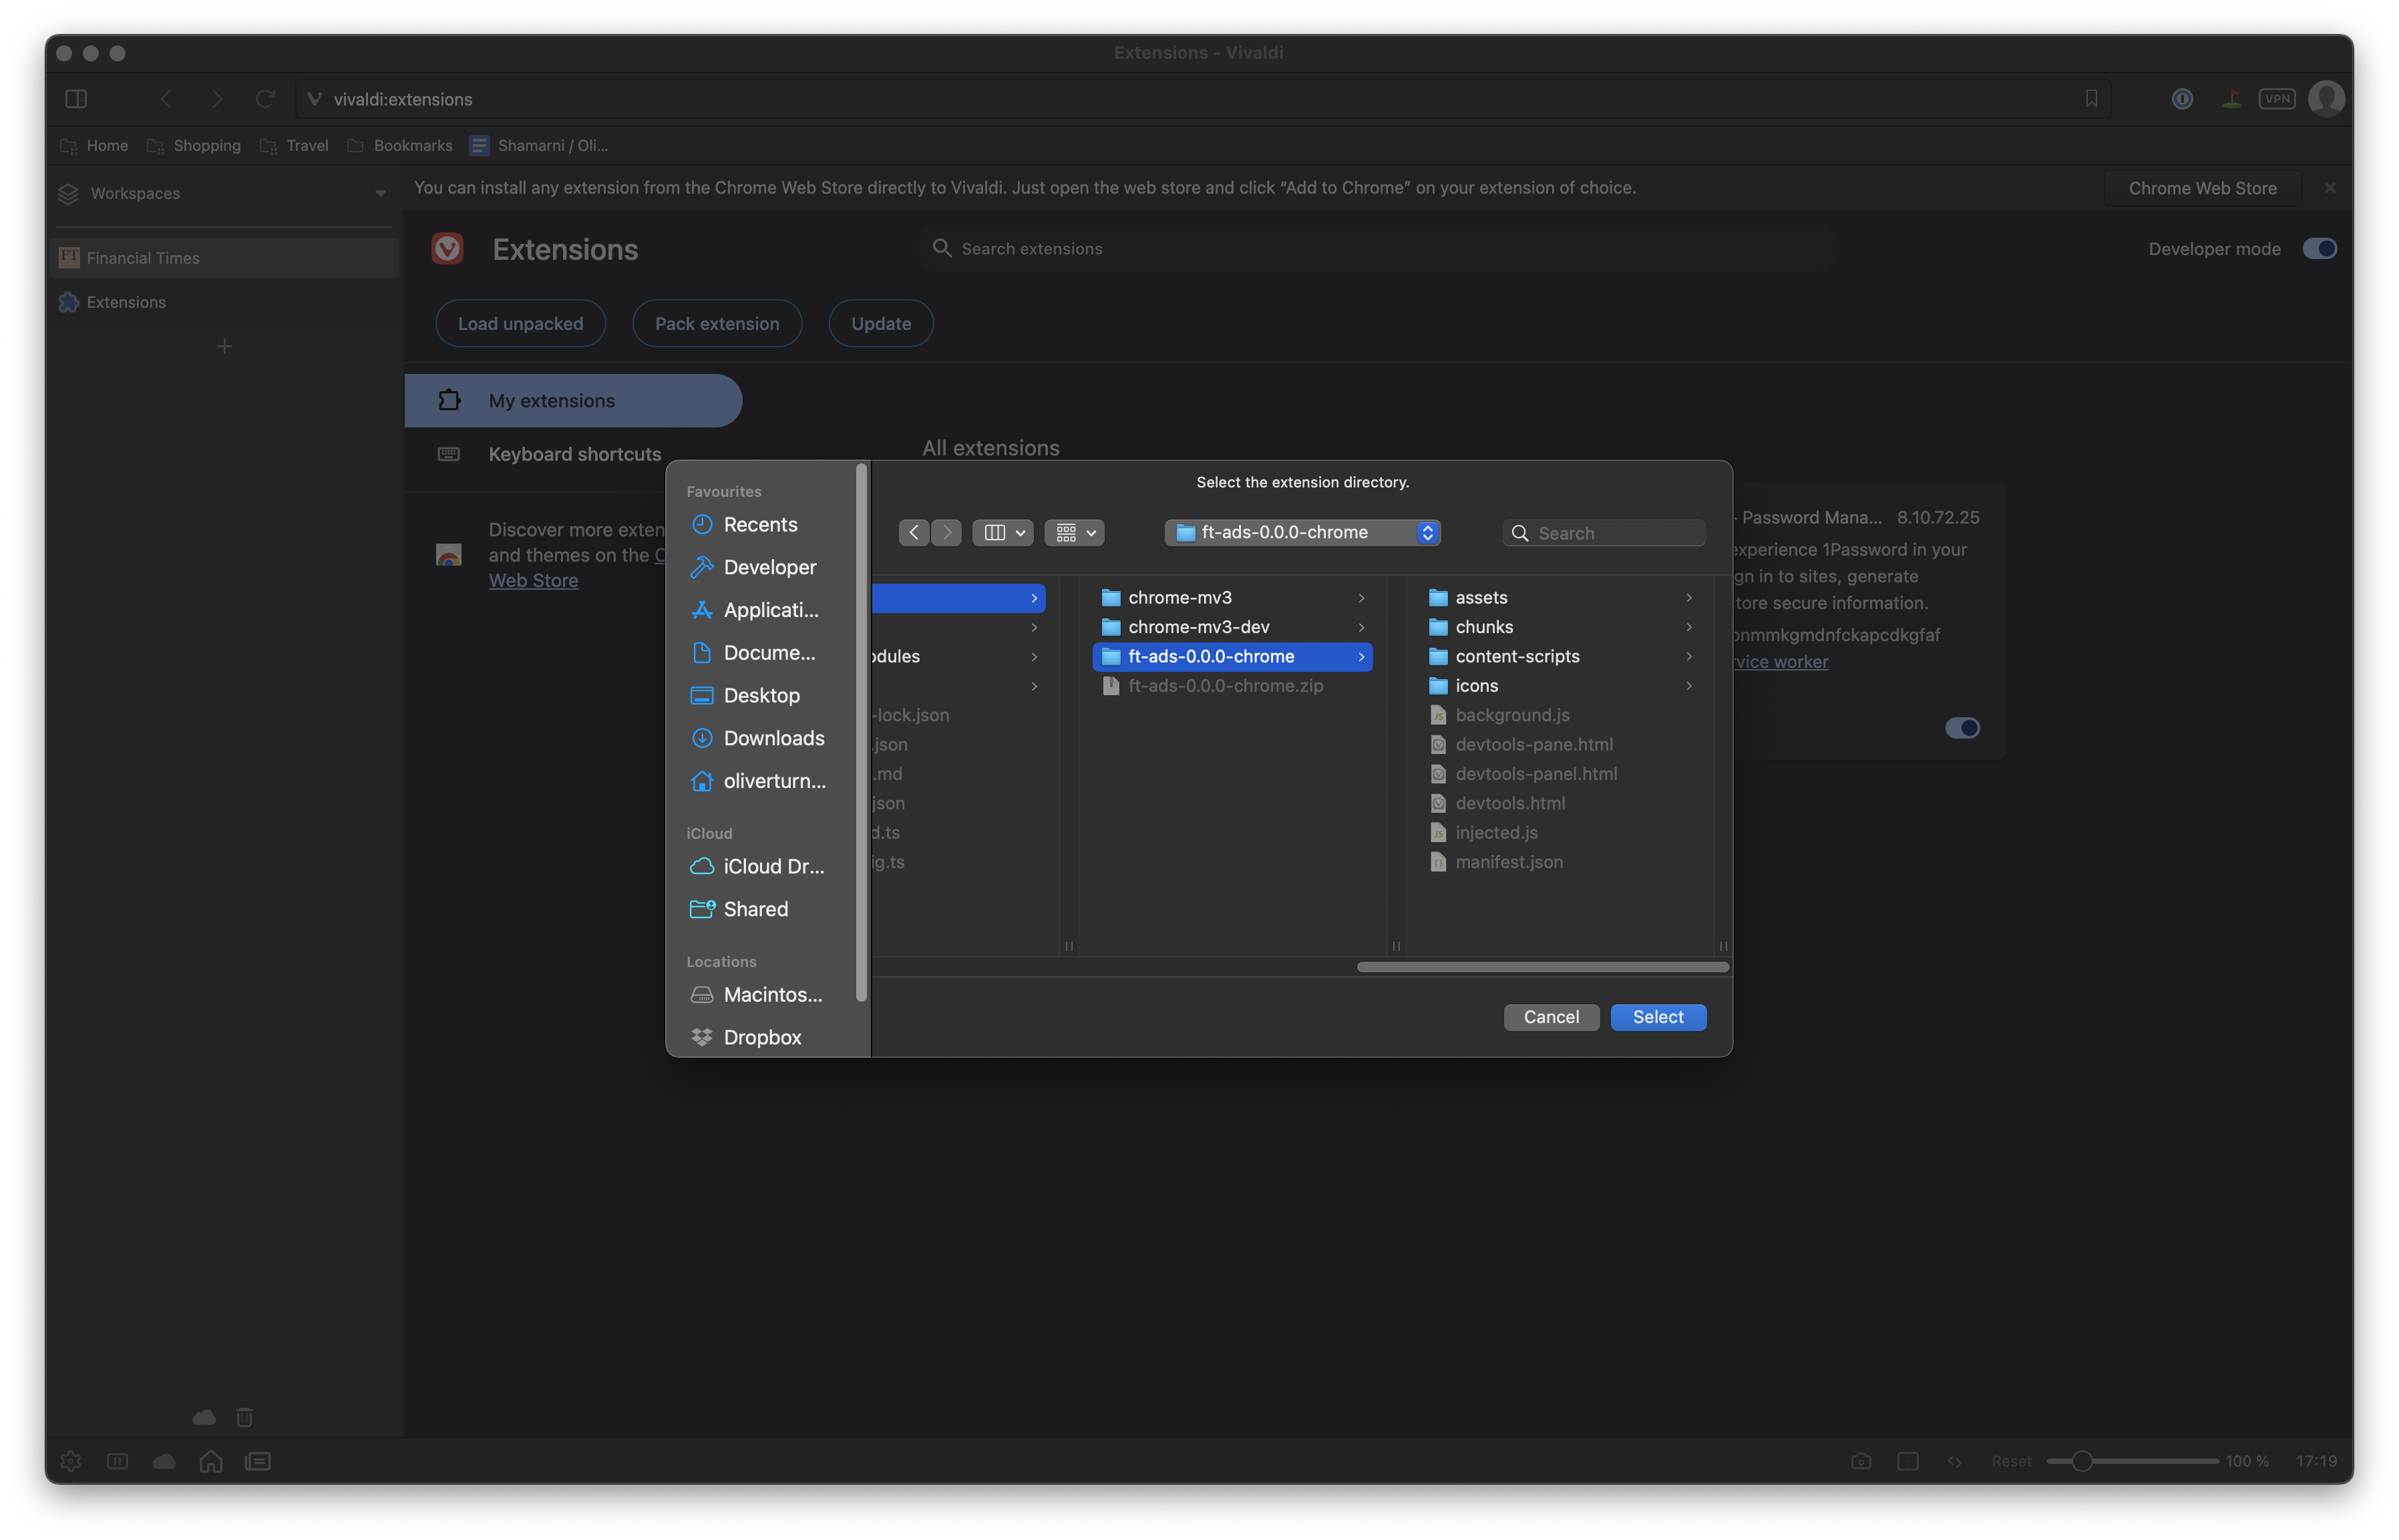 Extensions - Vivaldi
vivaldi:extensions
VPN
Home
Shopping
Travel
Bookmarks
Shamarni / Oli...
Workspaces
You can install any extension from the Chrome Web Store directly to Vivaldi. Just open the web store and click “Add to Chrome” on your extension of choice.
Chrome Web Store
FT
Financial Times
Extensions
Extensions
Search extensions
Developer mode
Load unpacked
Pack extension
Update
My extensions
Keyboard shortcuts
Discover more exten
and themes on the
Web Store
All extensions
Password Mana...
8.10.72.25
xperience 1Password in your
gn in to sites, generate
tore secure information.
onmmkgmdnfckapcdkgfaf
vice worker
Select the extension directory.
Favourites
Recents
Developer
Applicati...
Docume...
Desktop
Downloads
oliverturn...
iCloud
iCloud Dr...
Shared
Locations
Macintos...
Dropbox
ft-ads-0.0.0-chrome
Search
odules
-lock.json
.json
.md
json
d.ts
ig.ts
chrome-mv3
chrome-mv3-dev
ft-ads-0.0.0-chrome
ft-ads-0.0.0-chrome.zip
assets
chunks
content-scripts
icons
background.js
devtools-pane.html
devtools-panel.html
devtools.html
injected.js
manifest.json
Cancel
Select
Reset
100 %
17:19